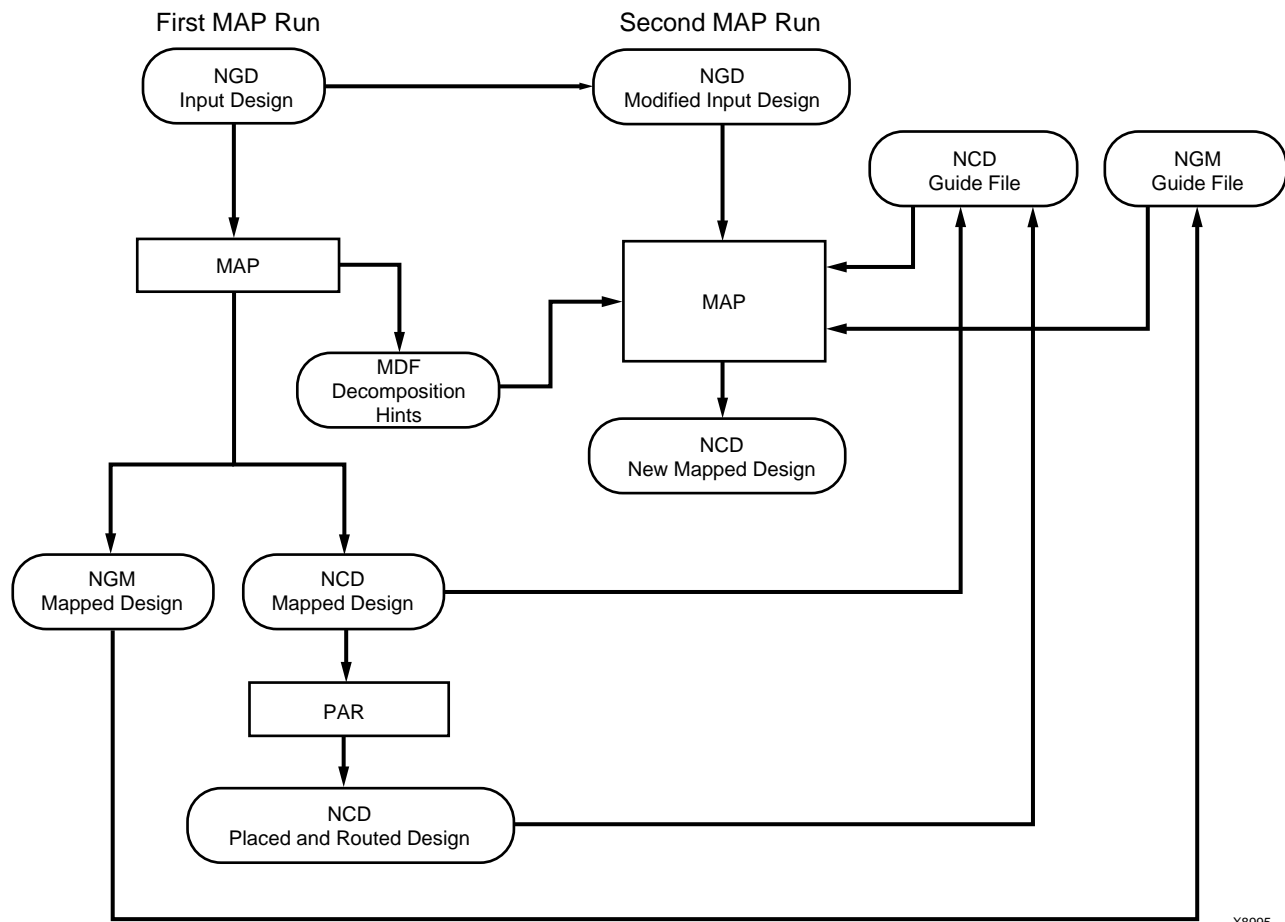 First MAP Run
Second MAP Run
NGD
Input Design
NGD
Modified Input Design
NCD
Guide File
NGM
Guide File
MAP
MAP
MDF
Decomposition
Hints
NCD
New Mapped Design
NGM
Mapped Design
NCD
Mapped Design
PAR
NCD
Placed and Routed Design